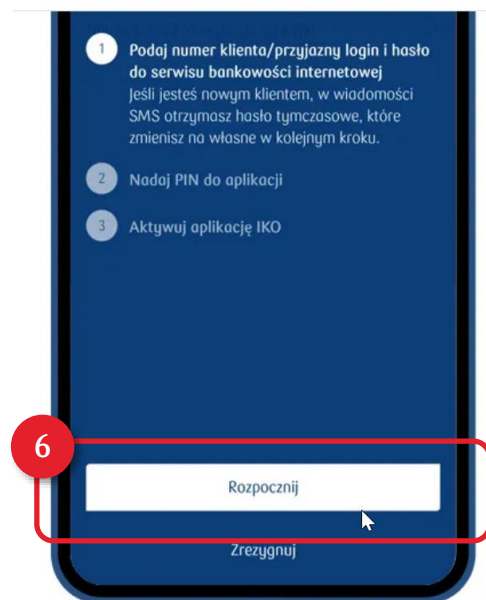 1 Podaj numer klienta/przyjazny login i hasło
do serwisu bankowości internetowej
Jeśli jesteś nowym klientem, w wiadomości
SMS otrzymasz hasło tymczasowe, które
zmienisz na własne w kolejnym kroku.
2 Nadaj PIN do aplikacji
3 Aktywuj aplikację IKO
6
Rozpocznij
Zrezygnuj